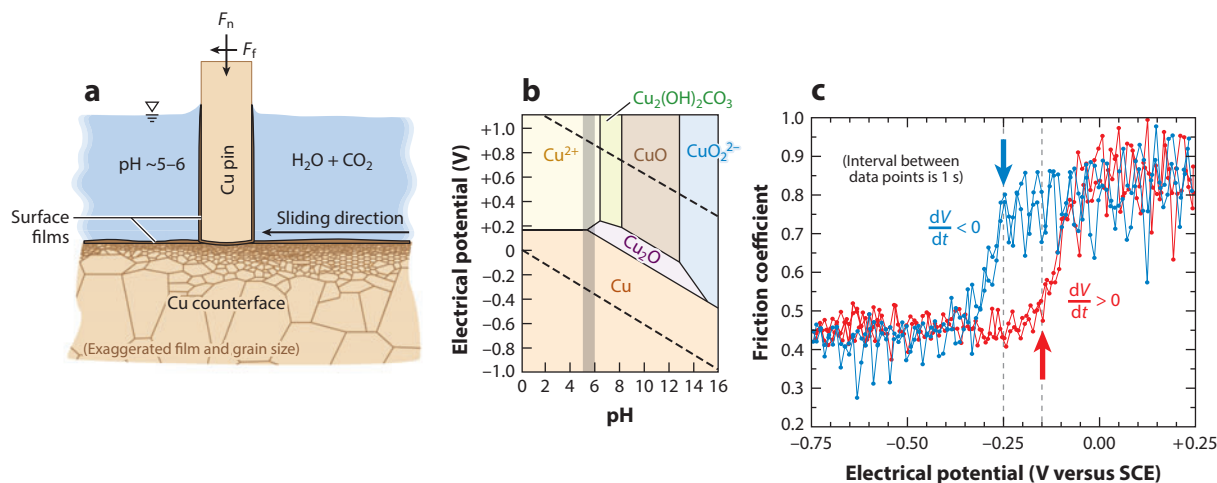 a
Fn
Ff
pH ~5–6
Cu pin
H2O + CO2
Surface
films
Sliding direction
Cu counterface
(Exaggerated film and grain size)
b
Cu2(OH)2CO3
Electrical potential (V)
+1.0
+0.8
+0.6
+0.4
+0.2
0
−0.2
−0.4
−0.6
−0.8
−1.0
Cu2+
CuO
CuO22−
Cu2O
Cu
0 2 4 6 8 10 12 14 16
pH
c
Friction coefficient
1.0
0.9
0.8
0.7
0.6
0.5
0.4
0.3
0.2
(Interval between
data points is 1 s)
dV/dt < 0
dV/dt > 0
−0.75 −0.50 −0.25 0.00 +0.25
Electrical potential (V versus SCE)